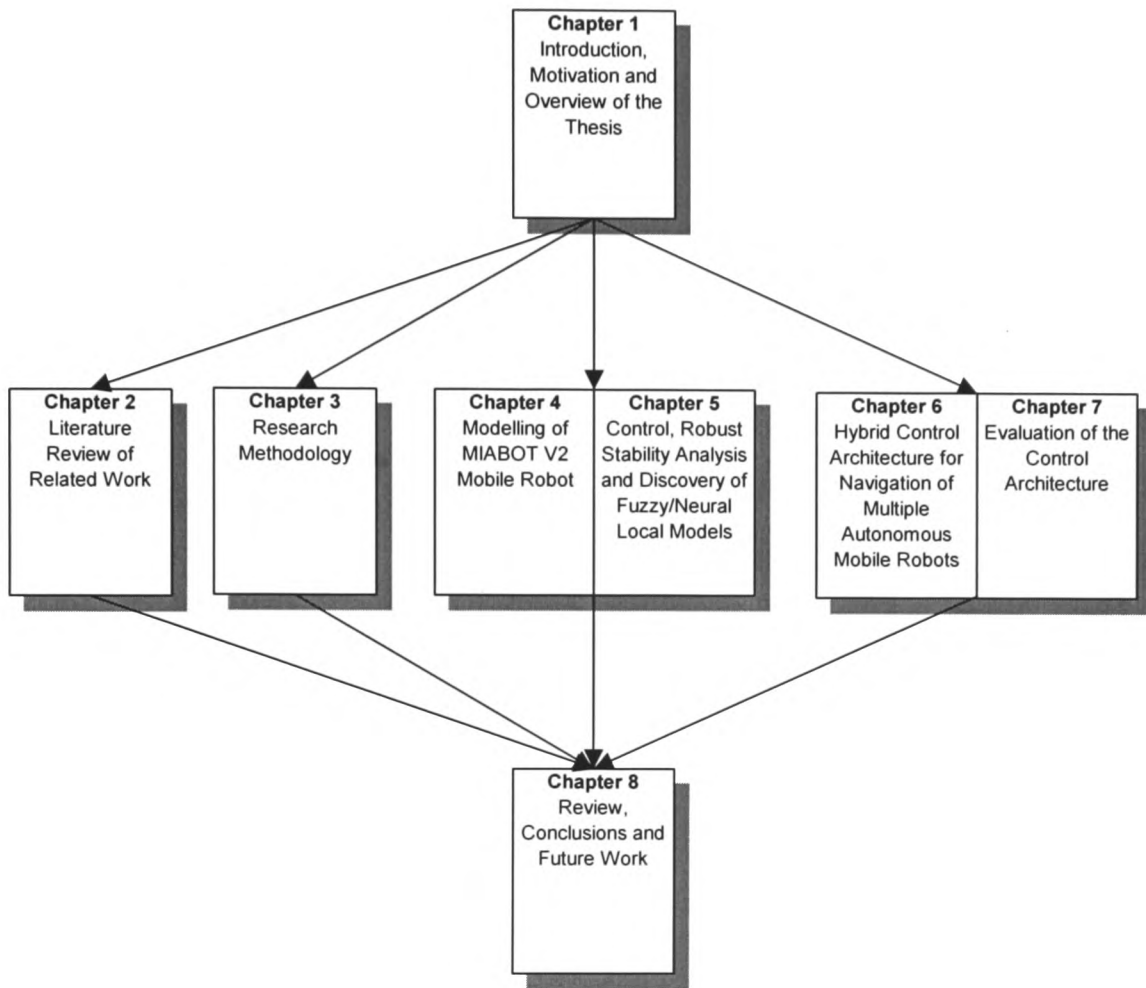 Chapter 1
Introduction,
Motivation and
Overview of the
Thesis
Chapter 2
Literature
Review of
Related Work
Chapter 3
Research
Methodology
Chapter 4
Modelling of
MIABOT V2
Mobile Robot
Chapter 5
Control, Robust
Stability Analysis
and Discovery of
Fuzzy/Neural
Local Models
Chapter 6
Hybrid Control
Architecture for
Navigation of
Multiple
Autonomous
Mobile Robots
Chapter 7
Evaluation of the
Control
Architecture
Chapter 8
Review,
Conclusions and
Future Work